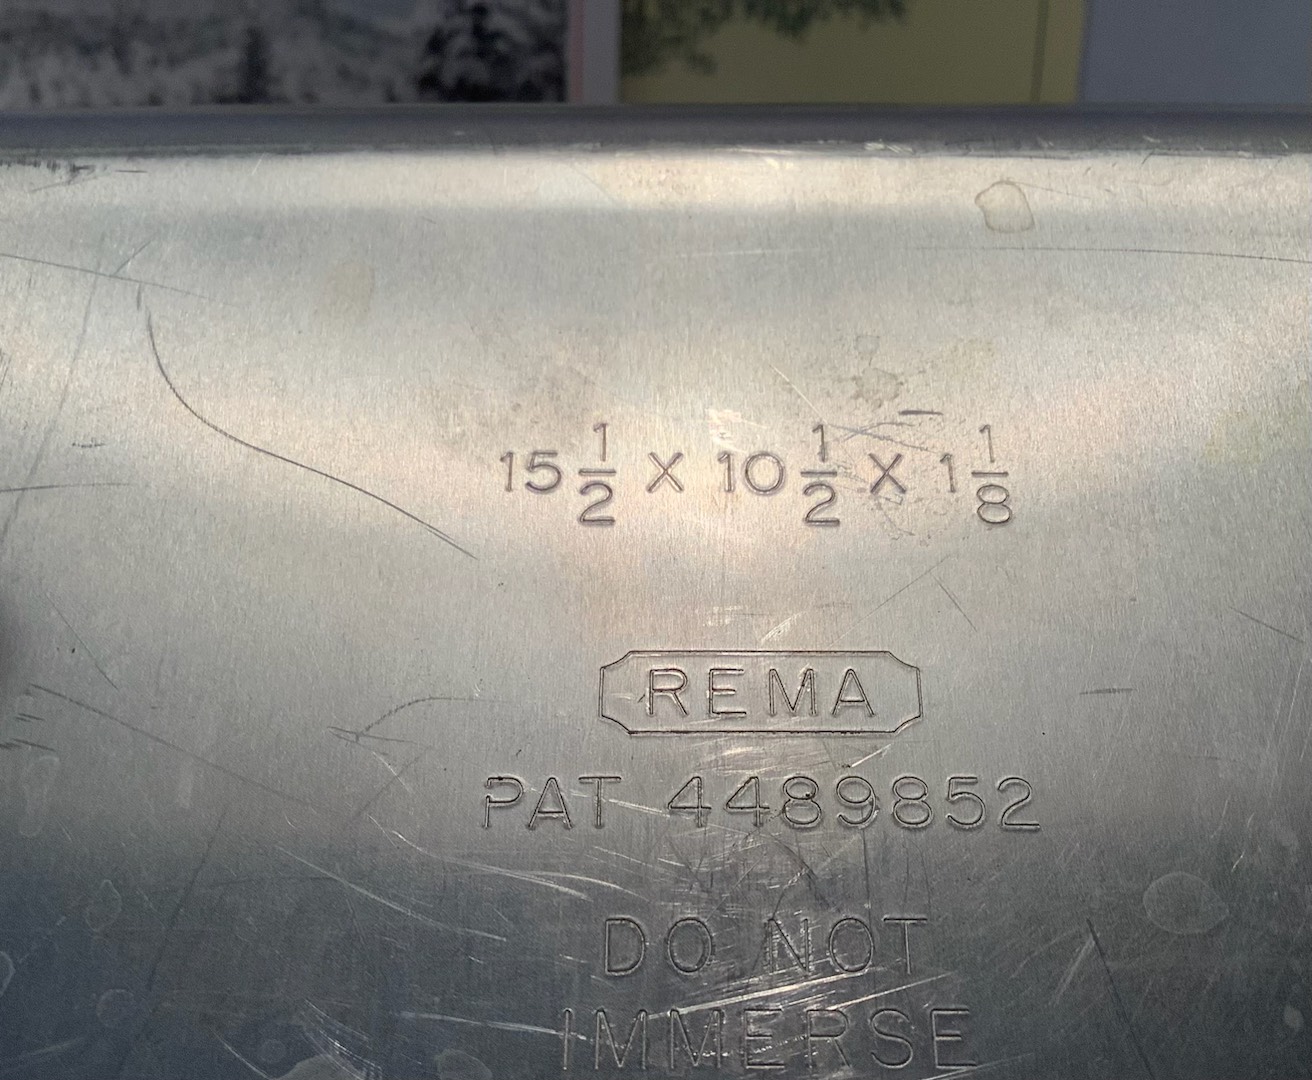 15 1/2 X 10 1/2 X 1 1/8
REMA
PAT 4489852
DO NOT
IMMERSE